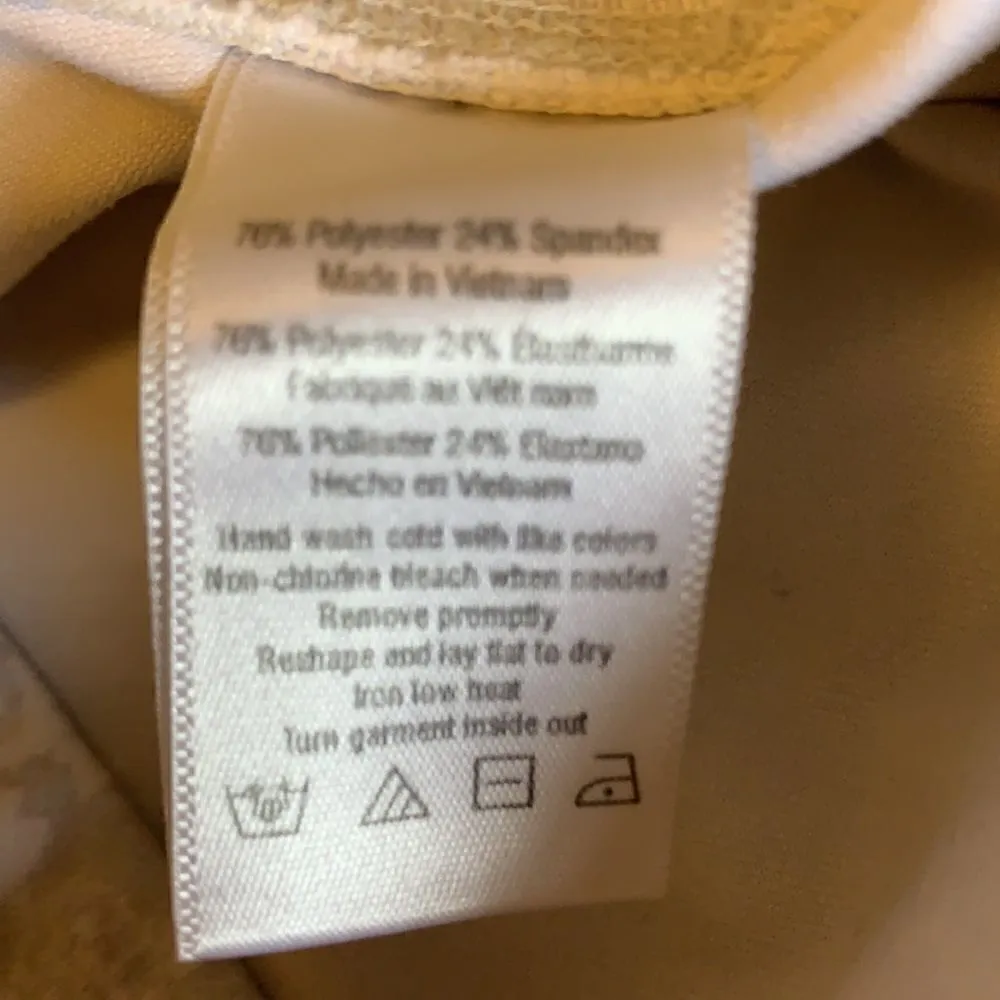 76% Polyester 24% Spandex
Made in Vietnam
76% Polyester 24% Élasthanne
Fabriqué au Viêt nam
76% Poliéster 24% Elastano
Hecho en Vietnam
Hand wash cold with like colors
Non-chlorine bleach when needed
Remove promptly
Reshape and lay flat to dry
Iron low heat
Turn garment inside out